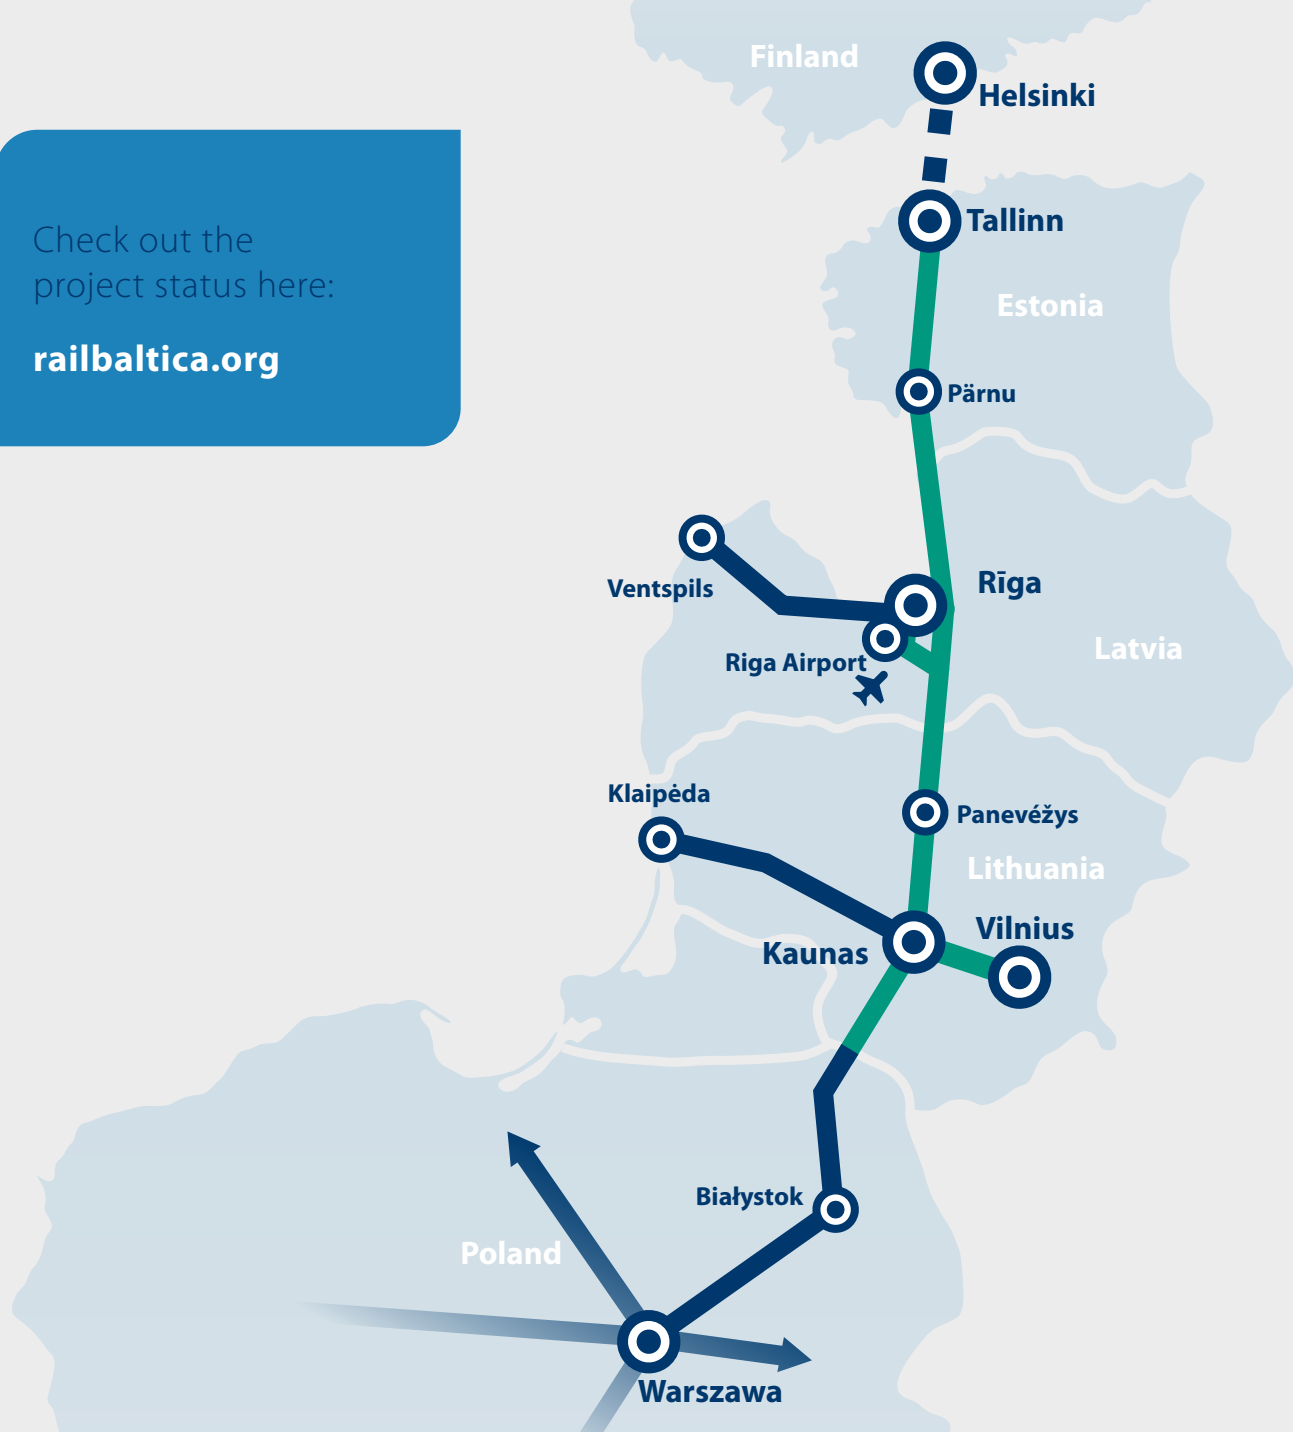 Finland
Helsinki
Check out the
project status here:
railbaltica.org
Tallinn
Estonia
Pärnu
Ventspils
Rīga
Latvia
Riga Airport
Klaipėda
Panevéžys
Lithuania
Vilnius
Kaunas
Białystok
Poland
Warszawa